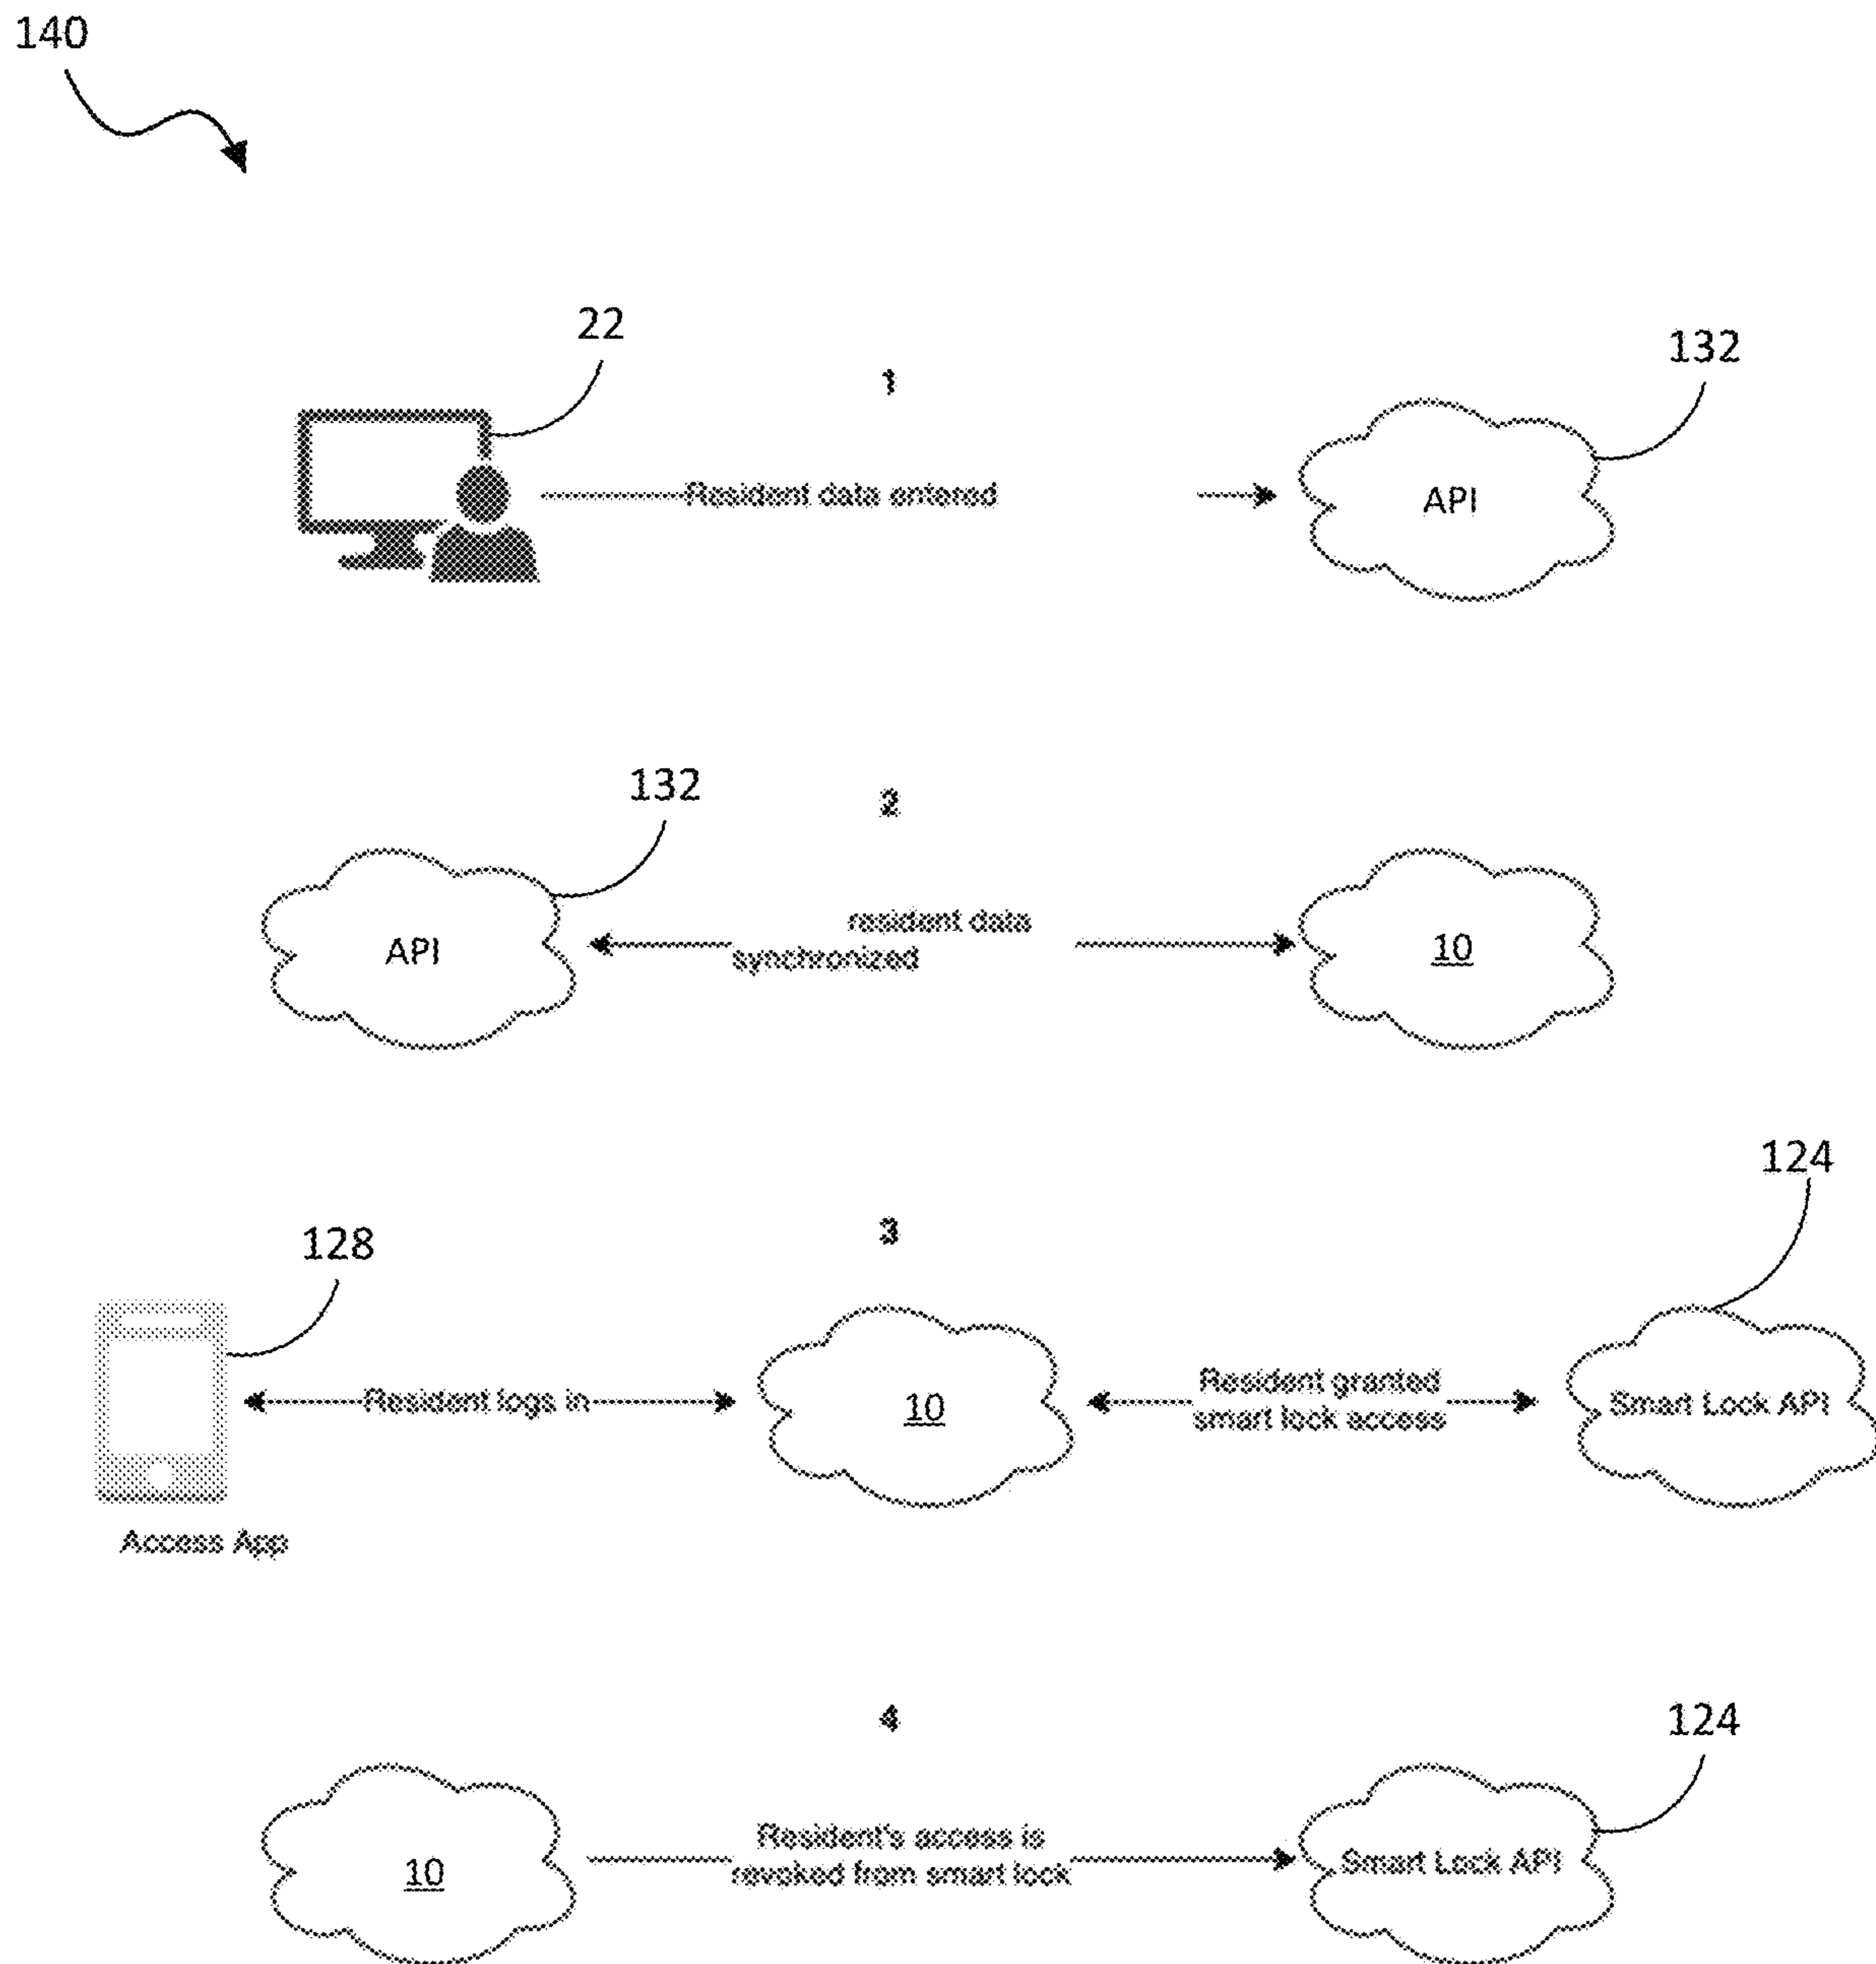 140
22
1
132
Resident data entered
API
132
2
resident data
synchronized
API
10
124
128
3
Resident logs in
10
Resident granted
smart lock access
Smart Lock API
Access App
4
124
10
Resident's access is
revoked from smart lock
Smart Lock API